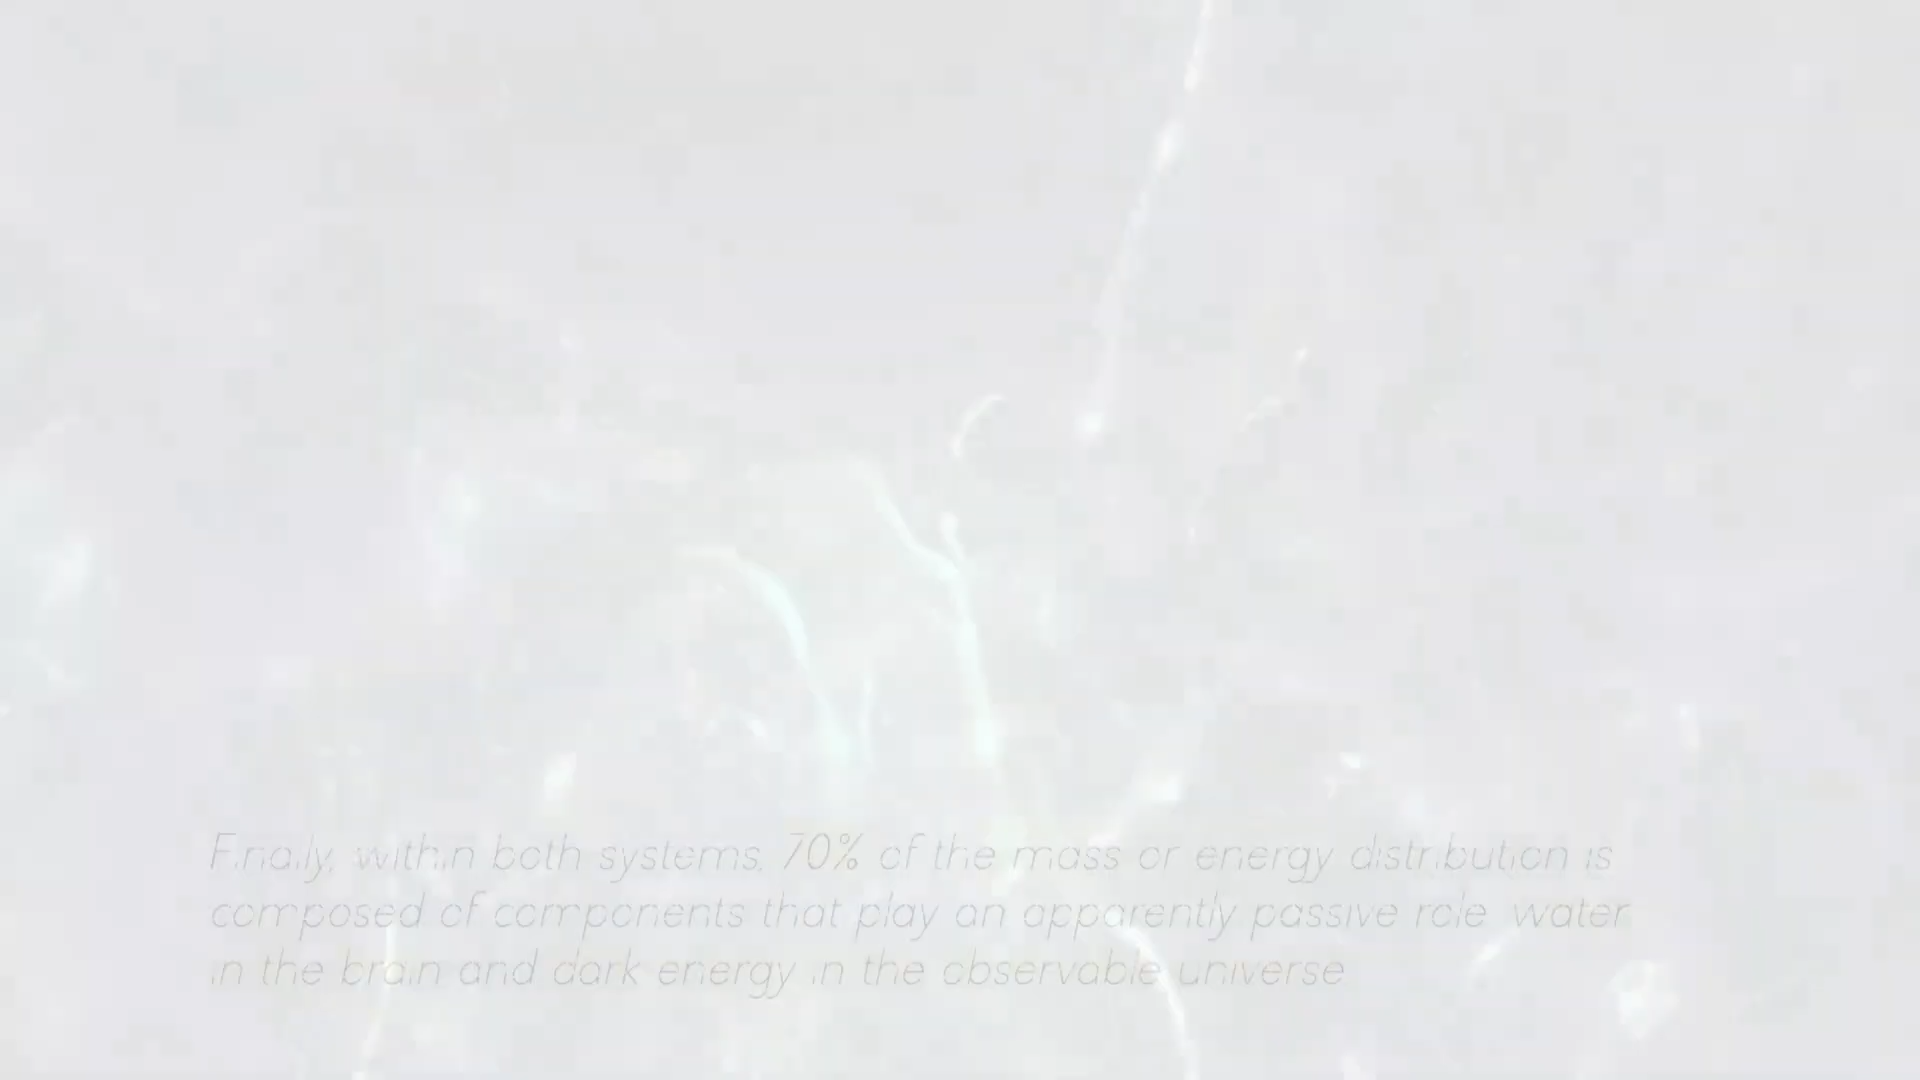 Finally, within both systems, 70% of the mass or energy distribution is
composed of components that play an apparently passive role water
in the brain and dark energy in the observable universe